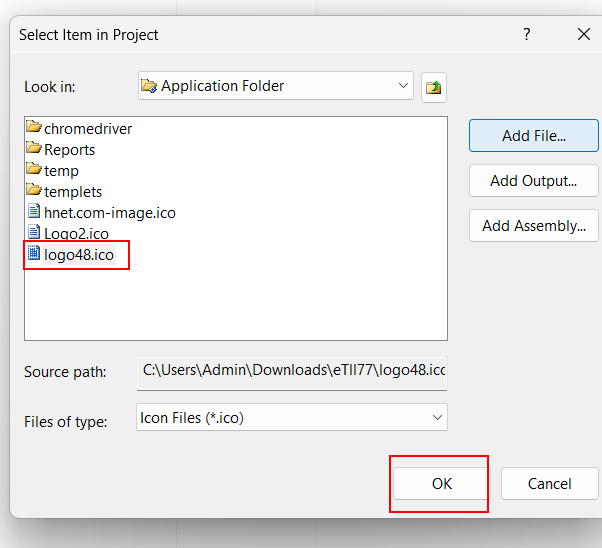 Select Item in Project ?
Look in: Application Folder
chromedriver
Reports
temp
templets
hnet.com-image.ico
Logo2.ico
logo48.ico
Add File...
Add Output...
Add Assembly...
Source path: C:\Users\Admin\Downloads\eTII77\logo48.ico
Files of type: Icon Files (*.ico)
OK Cancel